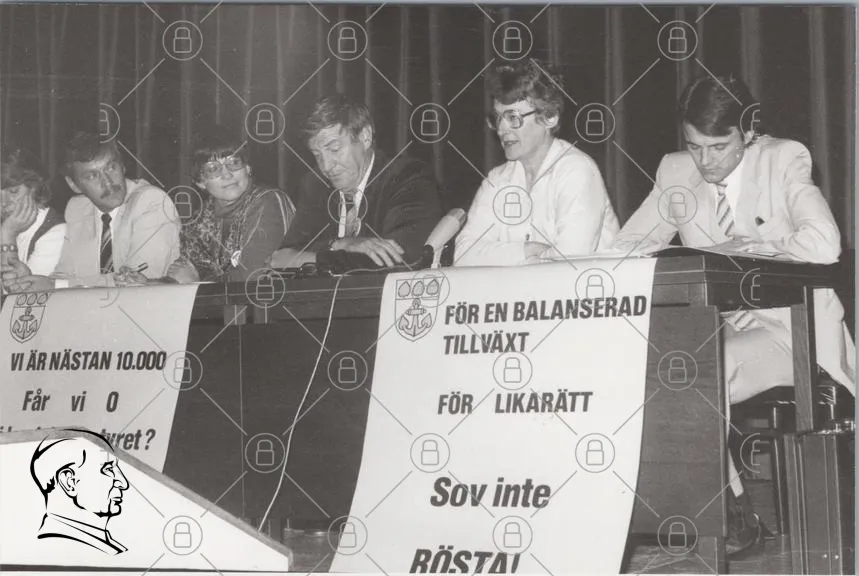 VI ÄR NÄSTAN 10.000
Får vi 0
FÖR EN BALANSERAD
TILLVÄXT
FÖR LIKARÄTT
Sov inte
RÖSTA!